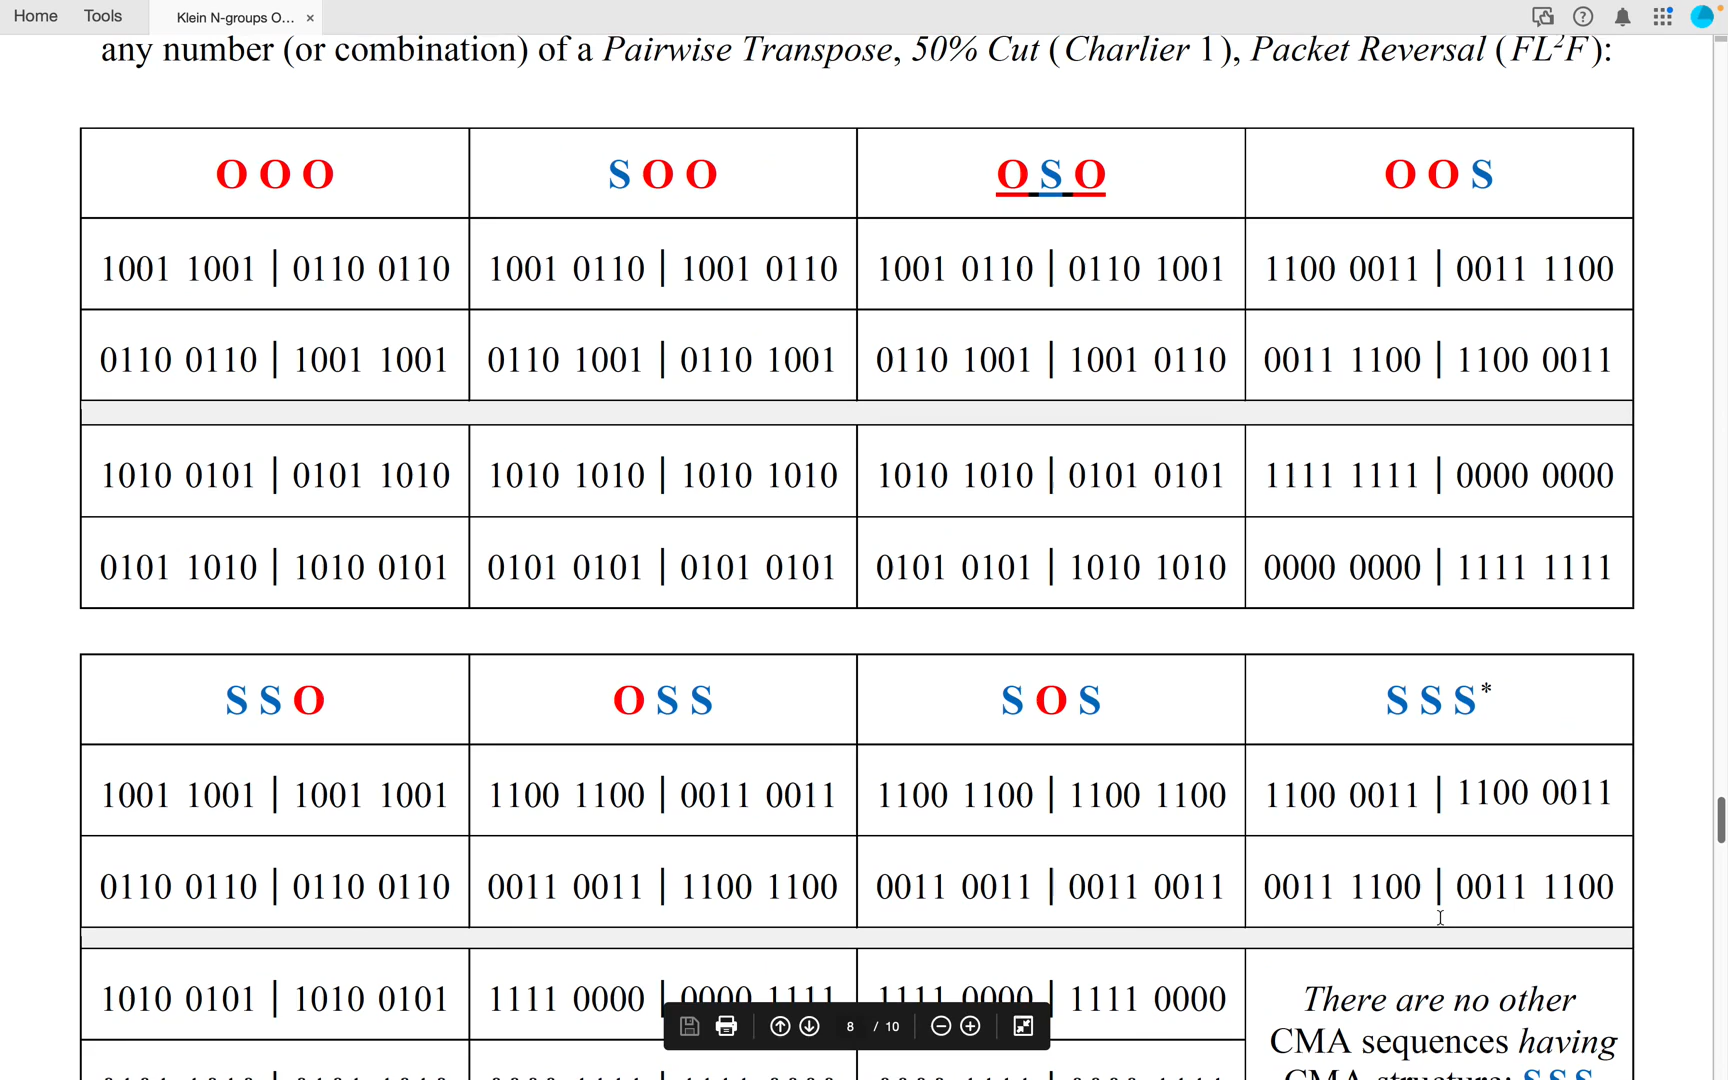 Home Tools Klein N-groups O... ×
any number (or combination) of a Pairwise Transpose, 50% Cut (Charlier 1), Packet Reversal (FL²F):
O O O S O O O S O O O S
1001 1001 | 0110 0110 1001 0110 | 1001 0110 1001 0110 | 0110 1001 1100 0011 | 0011 1100
0110 0110 | 1001 1001 0110 1001 | 0110 1001 0110 1001 | 1001 0110 0011 1100 | 1100 0011
1010 0101 | 0101 1010 1010 1010 | 1010 1010 1010 1010 | 0101 0101 1111 1111 | 0000 0000
0101 1010 | 1010 0101 0101 0101 | 0101 0101 0101 0101 | 1010 1010 0000 0000 | 1111 1111
S S O O S S S O S S S S*
1001 1001 | 1001 1001 1100 1100 | 0011 0011 1100 1100 | 1100 1100 1100 0011 | 1100 0011
0110 0110 | 0110 0110 0011 0011 | 1100 1100 0011 0011 | 0011 0011 0011 1100 | 0011 1100
1010 0101 | 1010 0101 1111 0000 | 0000 1111 1111 0000 | 1111 0000 There are no other
CMA sequences having
CMA structure: S S S
8 / 10